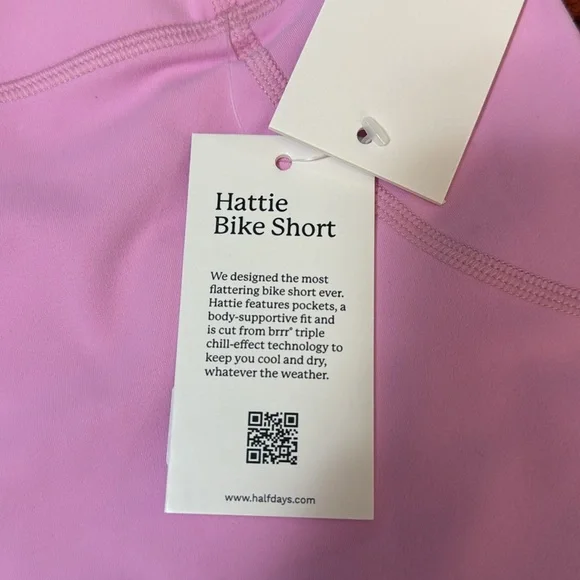 Hattie
Bike Short
We designed the most
flattering bike short ever.
Hattie features pockets, a
body-supportive fit and
is cut from brrr° triple
chill-effect technology to
keep you cool and dry,
whatever the weather.
www.halfdays.com